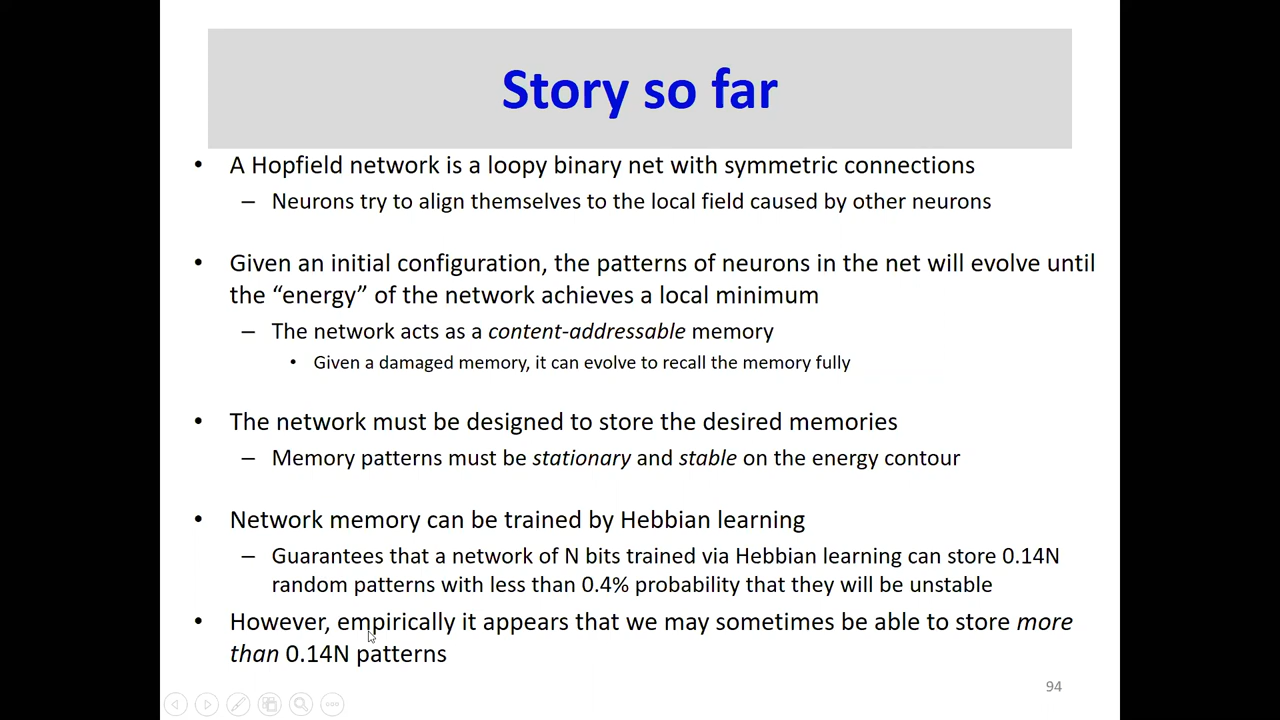 Story so far
• A Hopfield network is a loopy binary net with symmetric connections
– Neurons try to align themselves to the local field caused by other neurons
• Given an initial configuration, the patterns of neurons in the net will evolve until
the “energy” of the network achieves a local minimum
– The network acts as a content-addressable memory
• Given a damaged memory, it can evolve to recall the memory fully
• The network must be designed to store the desired memories
– Memory patterns must be stationary and stable on the energy contour
• Network memory can be trained by Hebbian learning
– Guarantees that a network of N bits trained via Hebbian learning can store 0.14N
random patterns with less than 0.4% probability that they will be unstable
• However, empirically it appears that we may sometimes be able to store more
than 0.14N patterns
94